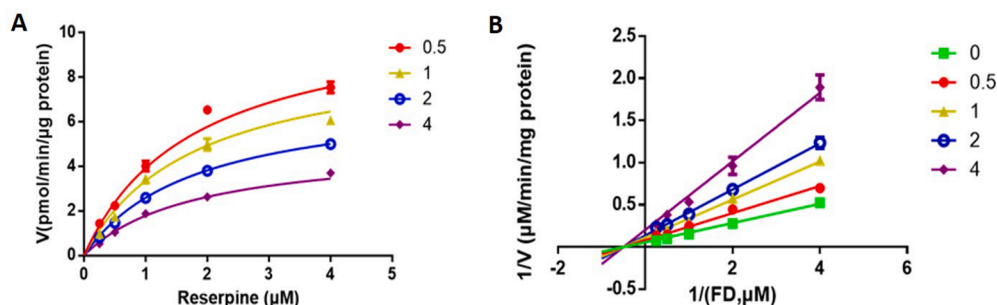 A
V(pmol/min/µg protein)
10
8
6
4
2
0
0 1 2 3 4 5
Reserpine (µM)
0.5
1
2
4
B
1/V (µM/min/mg protein)
2.5
2.0
1.5
1.0
0.5
-0.5
-2 2 4 6
1/(FD,µM)
0
0.5
1
2
4